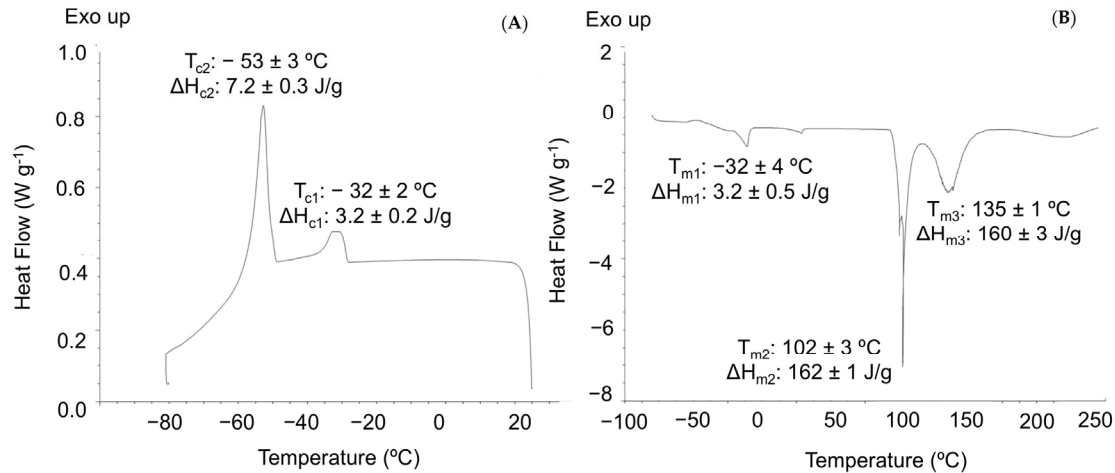 Exo up
(A)
T_c2: − 53 ± 3 ºC
ΔH_c2: 7.2 ± 0.3 J/g
T_c1: − 32 ± 2 ºC
ΔH_c1: 3.2 ± 0.2 J/g
Heat Flow (W g⁻¹)
1.0
0.8
0.6
0.4
0.2
0.0
−80 −60 −40 −20 0 20
Temperature (ºC)
Exo up
(B)
T_m1: −32 ± 4 ºC
ΔH_m1: 3.2 ± 0.5 J/g
T_m3: 135 ± 1 ºC
ΔH_m3: 160 ± 3 J/g
T_m2: 102 ± 3 ºC
ΔH_m2: 162 ± 1 J/g
Heat Flow (W g⁻¹)
2
0
−2
−4
−6
−8
−100 −50 0 50 100 150 200 250
Temperature (ºC)